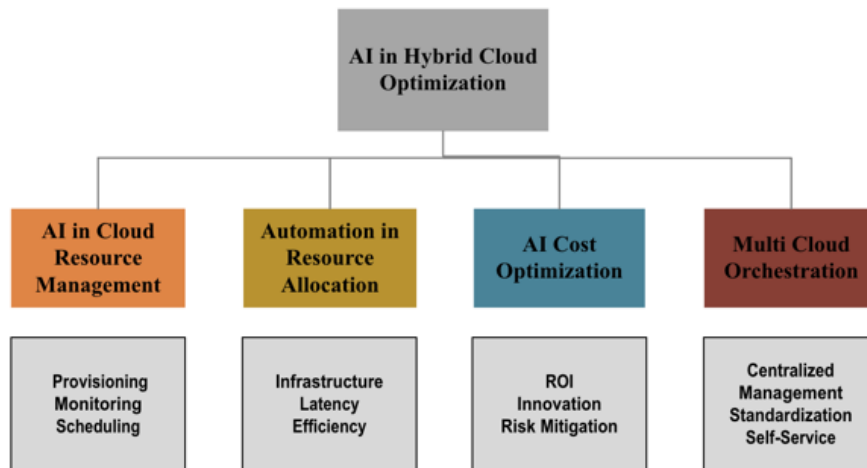 AI in Hybrid Cloud
Optimization
AI in Cloud
Resource
Management
Automation in
Resource
Allocation
AI Cost
Optimization
Multi Cloud
Orchestration
Provisioning
Monitoring
Scheduling
Infrastructure
Latency
Efficiency
ROI
Innovation
Risk Mitigation
Centralized
Management
Standardization
Self-Service